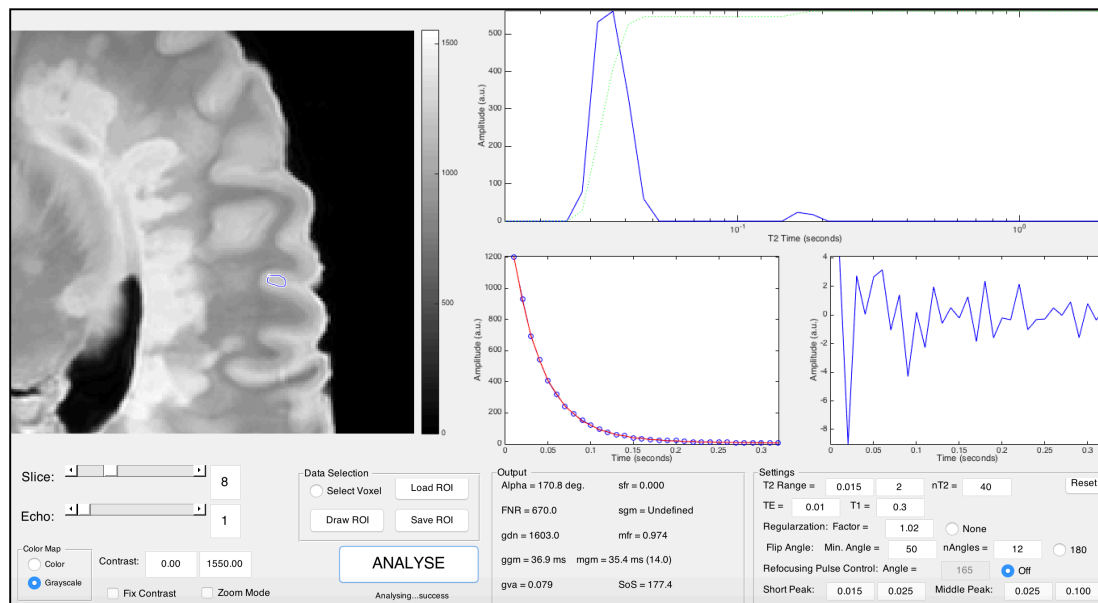 1500
1000
500
0
Amplitude (a.u.)
500
400
300
200
100
0
10⁻¹
10⁰
T2 Time (seconds)
Amplitude (a.u.)
1200
1000
800
600
400
200
0
0 0.05 0.1 0.15 0.2 0.25 0.3
Time (seconds)
Amplitude (a.u.)
4
2
0
-2
-4
-6
-8
0 0.05 0.1 0.15 0.2 0.25 0.3
Time (seconds)
Slice: 8
Echo: 1
Color Map
Color
Grayscale
Contrast: 0.00 1550.00
Fix Contrast Zoom Mode
Data Selection
Select Voxel Load ROI
Draw ROI Save ROI
ANALYSE
Analysing...success
Output
Alpha = 170.8 deg. sfr = 0.000
FNR = 670.0 sgm = Undefined
gdn = 1603.0 mfr = 0.974
ggm = 36.9 ms mgm = 35.4 ms (14.0)
gva = 0.079 SoS = 177.4
Settings
T2 Range = 0.015 2 nT2 = 40 Reset
TE = 0.01 T1 = 0.3
Regularzation: Factor = 1.02 None
Flip Angle: Min. Angle = 50 nAngles = 12 180
Refocusing Pulse Control: Angle = 165 Off
Short Peak: 0.015 0.025 Middle Peak: 0.025 0.100